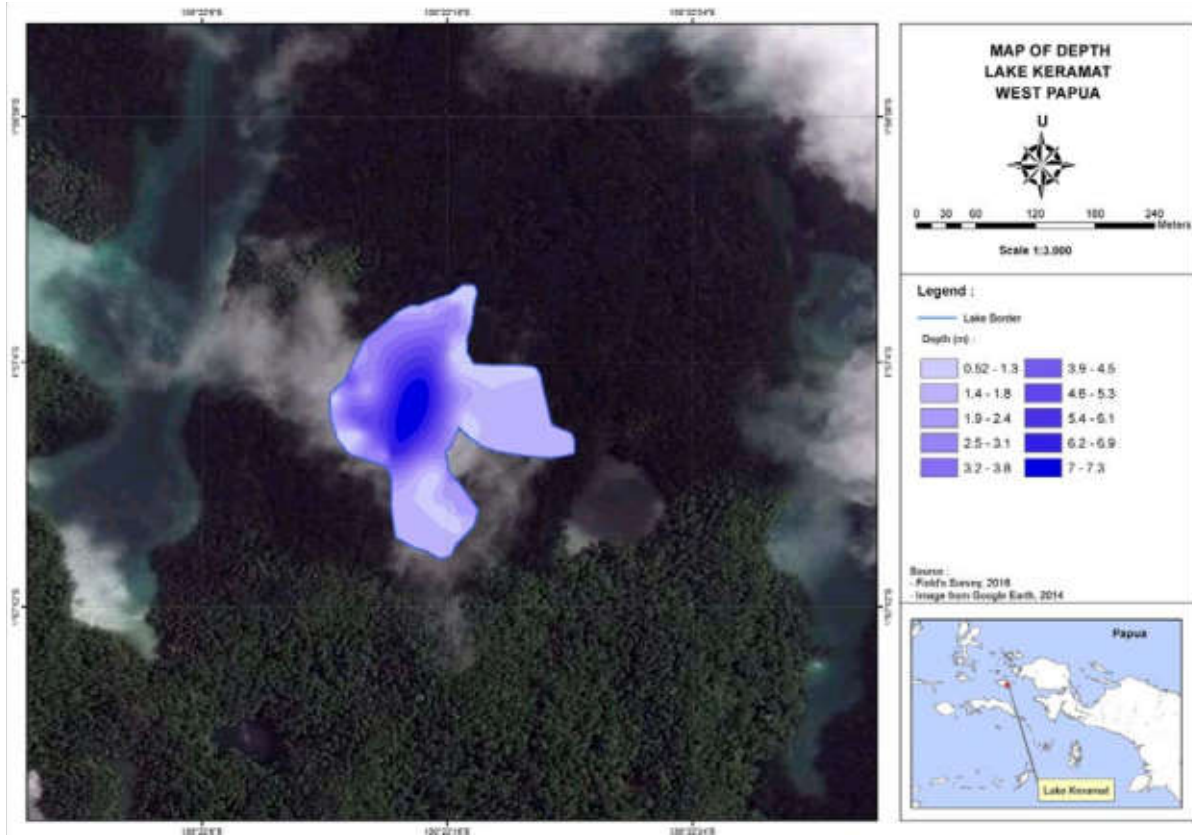 MAP OF DEPTH
LAKE KERAMAT
WEST PAPUA
U
0 30 60 120 180 240
Meters
Scale 1:3.000
Legend :
Lake Border
Depth (m) :
0.52 - 1.3
1.4 - 1.8
1.9 - 2.4
2.5 - 3.1
3.2 - 3.8
3.9 - 4.5
4.6 - 5.3
5.4 - 6.1
6.2 - 6.9
7 - 7.3
Source :
- Field's Survey, 2016
- Image from Google Earth, 2014
Papua
Lake Keramat